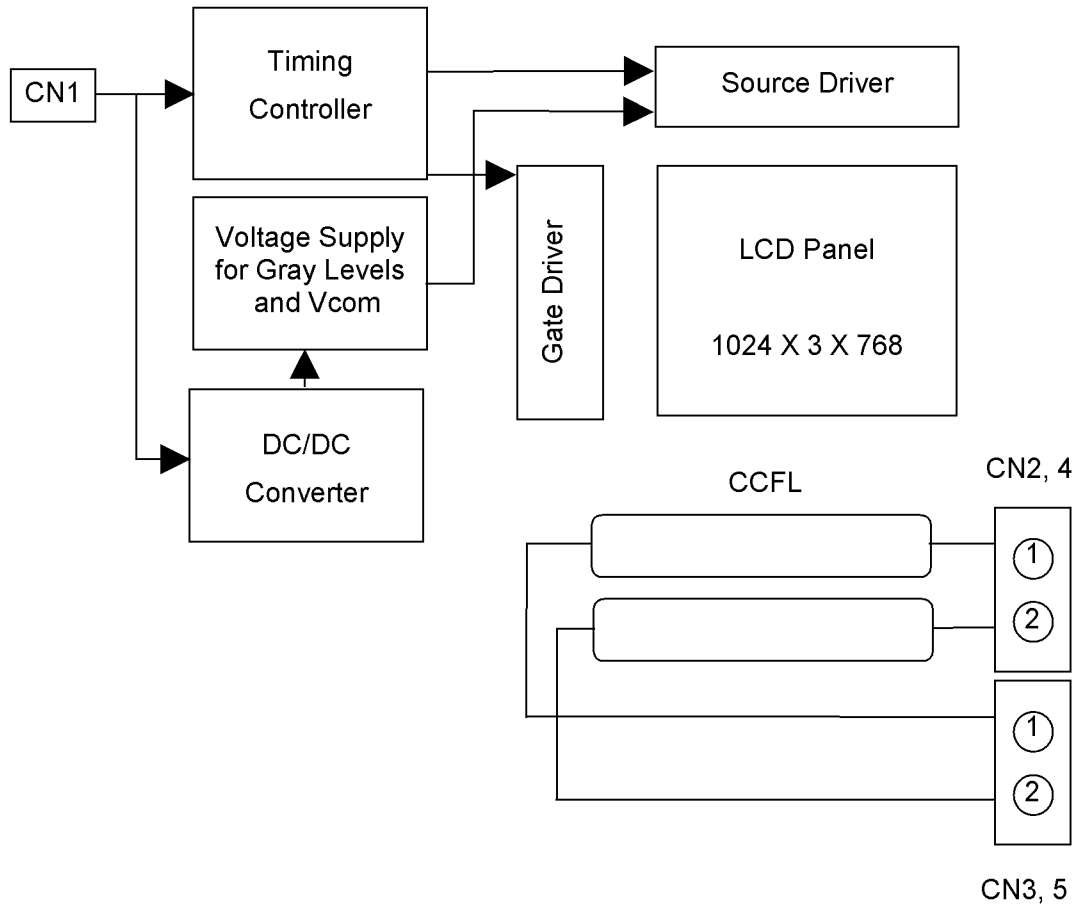 CN1
Timing
Controller
Source Driver
Voltage Supply
for Gray Levels
and Vcom
Gate Driver
LCD Panel
1024 X 3 X 768
DC/DC
Converter
CCFL
CN2, 4
1
2
1
2
CN3, 5